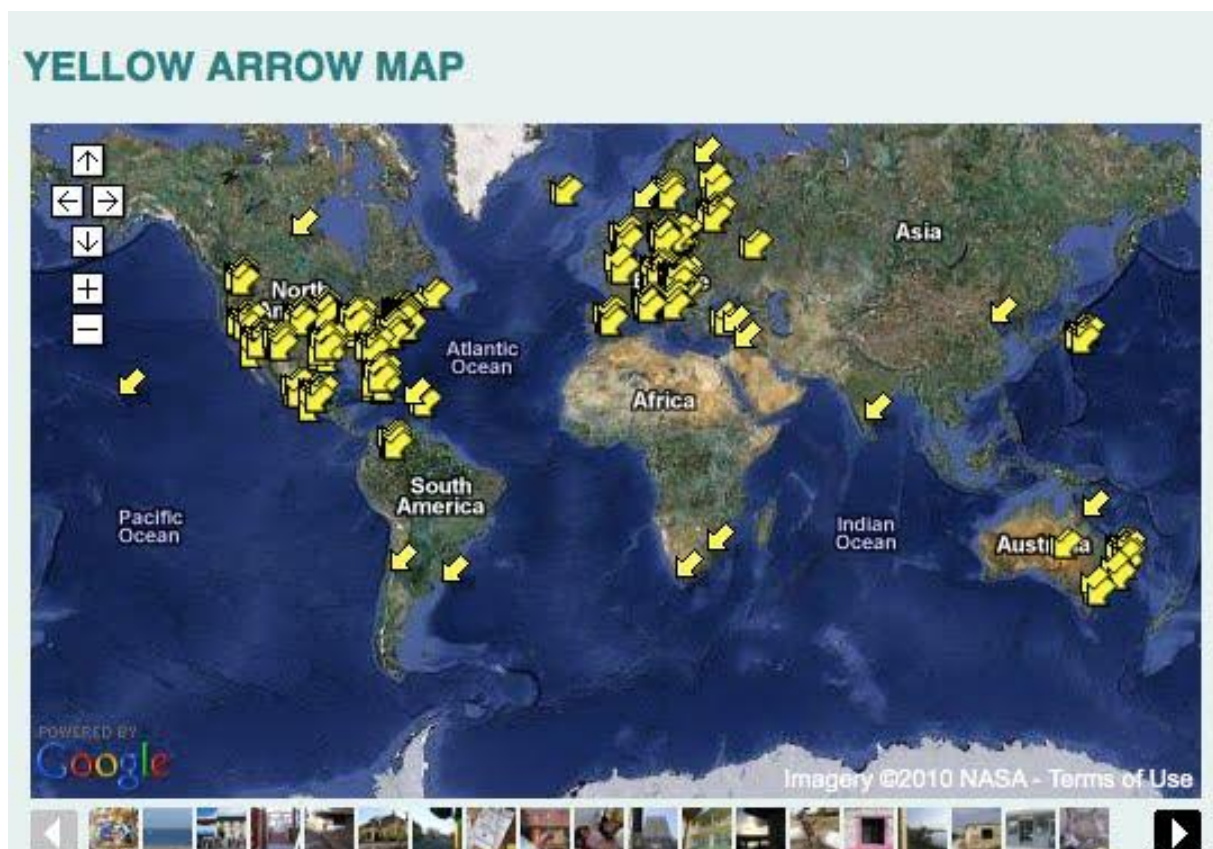 YELLOW ARROW MAP
Asia
North
Atlantic
Ocean
Africa
South
America
Pacific
Ocean
Indian
Ocean
POWERED BY
Google
Imagery ©2010 NASA - Terms of Use